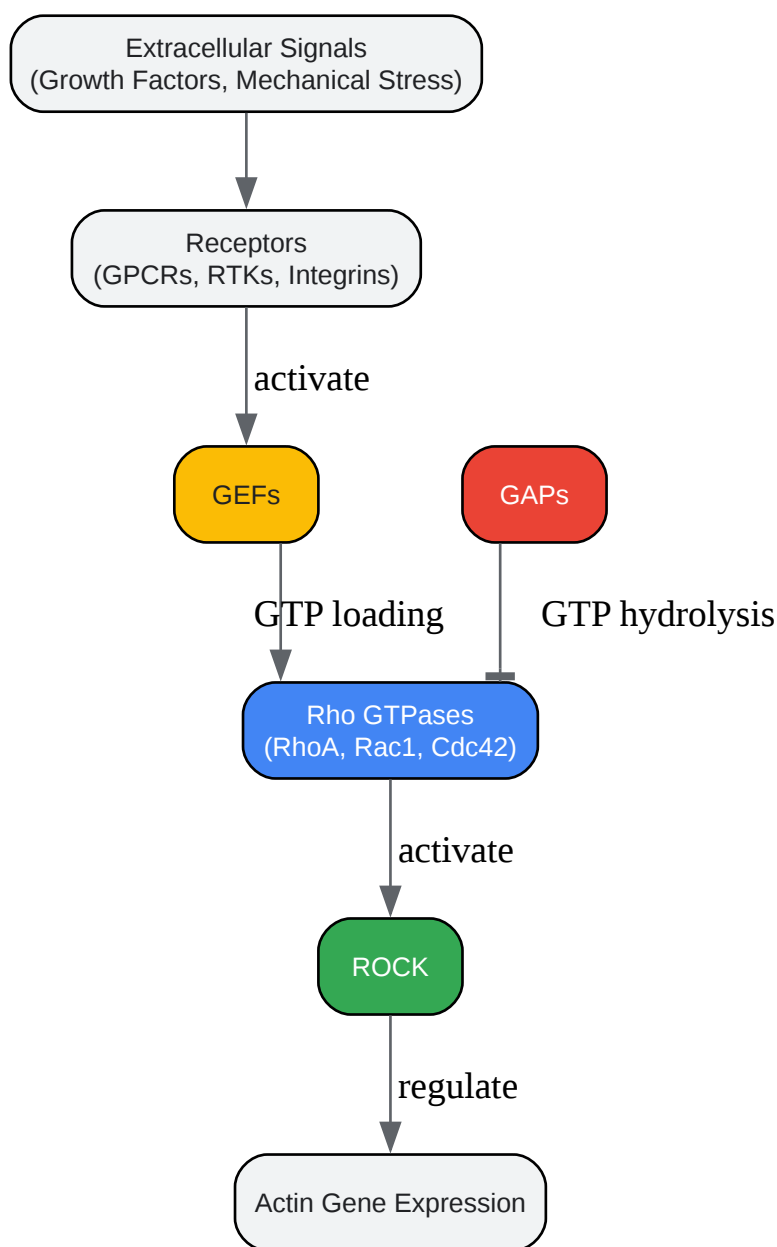 Extracellular Signals
(Growth Factors, Mechanical Stress)
Receptors
(GPCRs, RTKs, Integrins)
activate
GEFs
GAPs
GTP loading
GTP hydrolysis
Rho GTPases
(RhoA, Rac1, Cdc42)
activate
ROCK
regulate
Actin Gene Expression